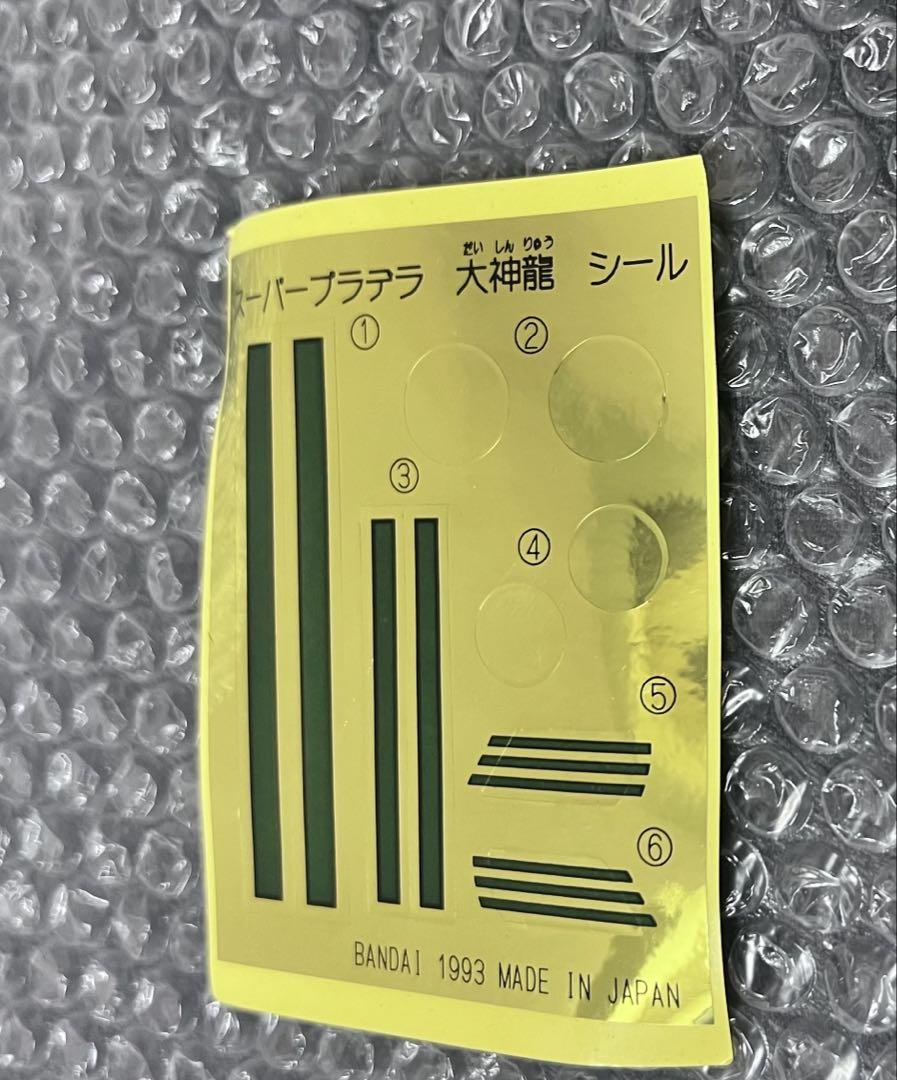 だい しん りゅう
スーパープラデラ 大神龍 シール
① ②
③
④
⑤
⑥
BANDAI 1993 MADE IN JAPAN